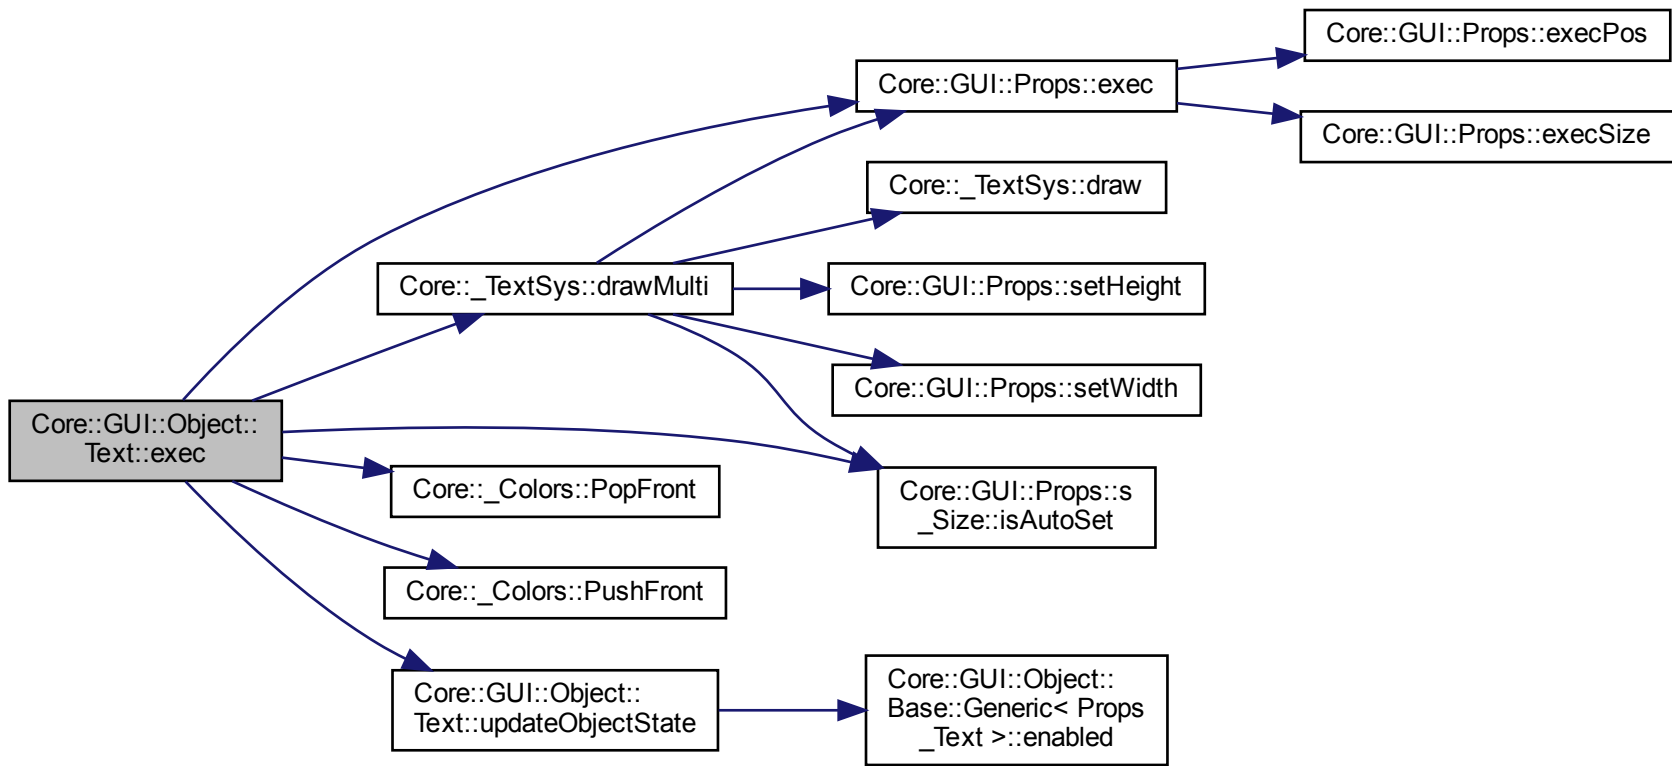 Core::GUI::Props::execPos
Core::GUI::Props::exec
Core::GUI::Props::execSize
Core::_TextSys::draw
Core::_TextSys::drawMulti
Core::GUI::Props::setHeight
Core::GUI::Props::setWidth
Core::GUI::Object::
Text::exec
Core::_Colors::PopFront
Core::GUI::Props::s
_Size::isAutoSet
Core::_Colors::PushFront
Core::GUI::Object::
Text::updateObjectState
Core::GUI::Object::
Base::Generic< Props
_Text >::enabled